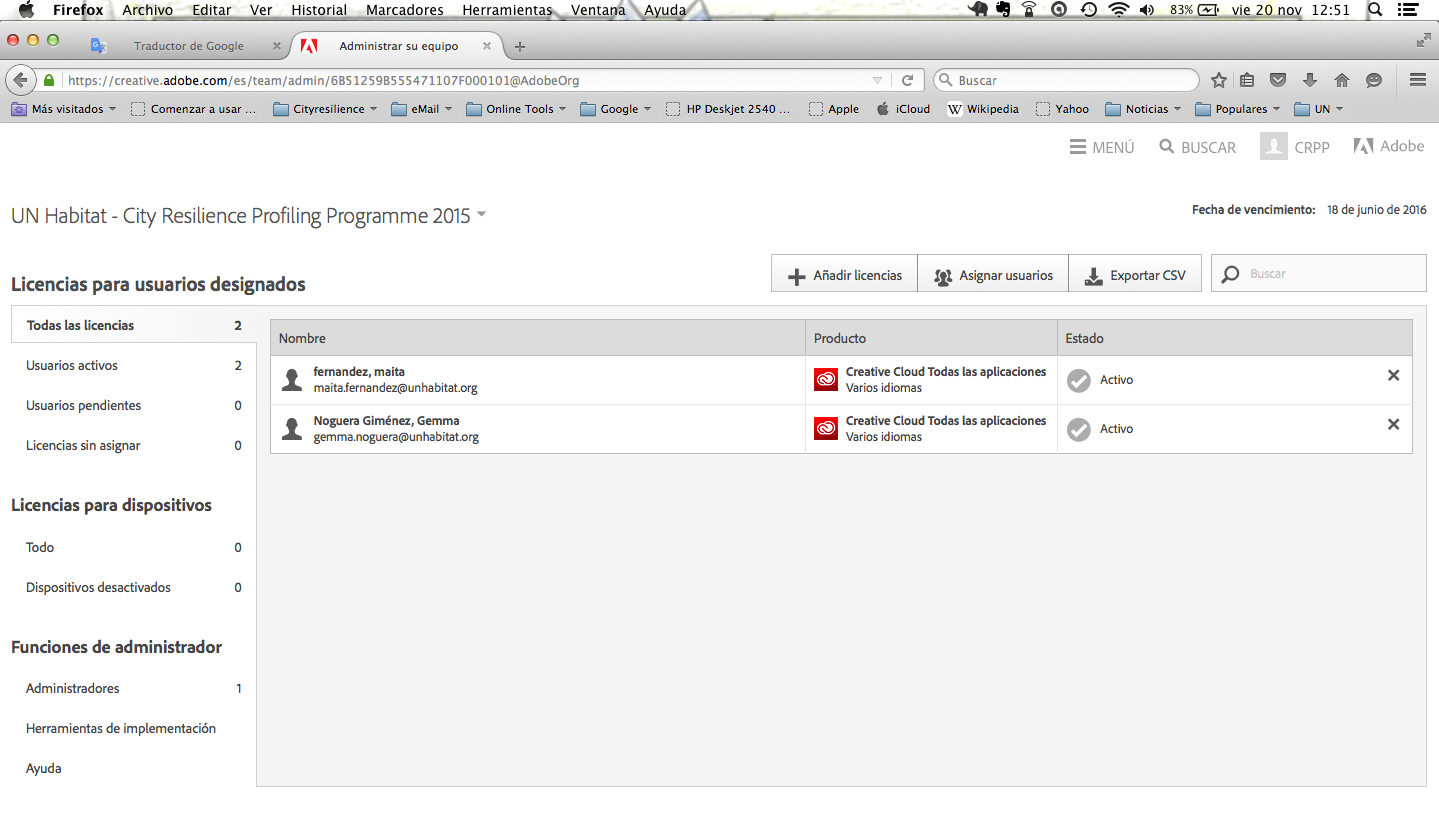 Firefox Archivo Editar Ver Historial Marcadores Herramientas Ventana Ayuda 83% vie 20 nov 12:51
Traductor de Google Administrar su equipo
https://creative.adobe.com/es/team/admin/6B51259B555471107F000101@AdobeOrg Buscar
Más visitados Comenzar a usar ... Cityresilience eMail Online Tools Google HP Deskjet 2540 ... Apple iCloud Wikipedia Yahoo Noticias Populares UN
MENÚ BUSCAR CRPP Adobe
UN Habitat - City Resilience Profiling Programme 2015
Fecha de vencimiento: 18 de junio de 2016
Licencias para usuarios designados
Añadir licencias Asignar usuarios Exportar CSV Buscar
Todas las licencias 2
Usuarios activos 2
Usuarios pendientes 0
Licencias sin asignar 0
Licencias para dispositivos
Todo 0
Dispositivos desactivados 0
Funciones de administrador
Administradores 1
Herramientas de implementación
Ayuda
Nombre Producto Estado
fernandez, maita Creative Cloud Todas las aplicaciones
maita.fernandez@unhabitat.org Varios idiomas Activo
Noguera Giménez, Gemma Creative Cloud Todas las aplicaciones
gemma.noguera@unhabitat.org Varios idiomas Activo